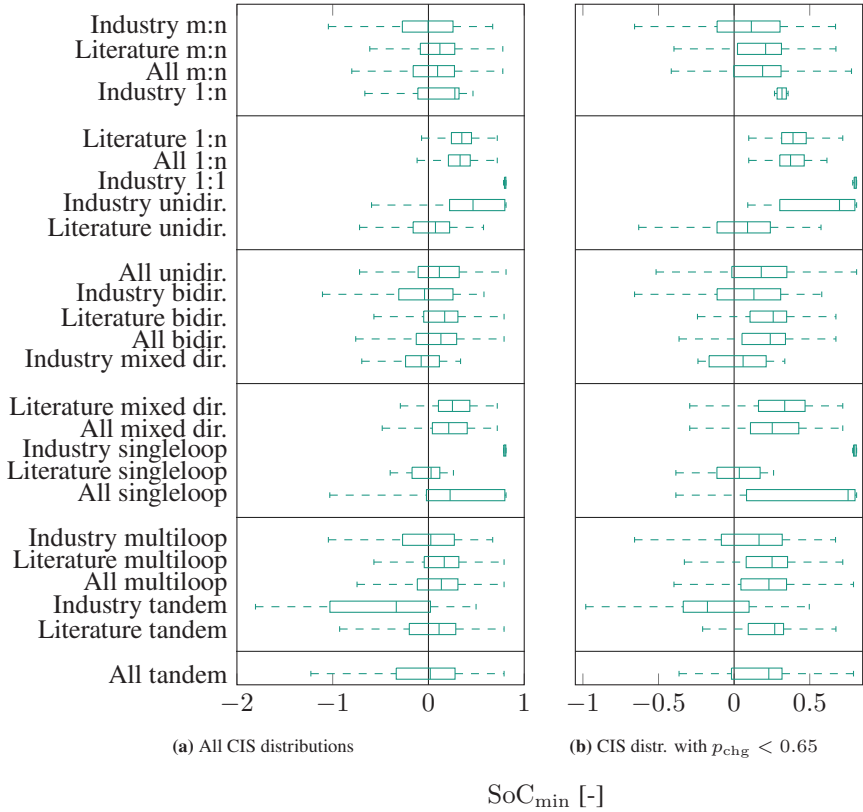 Industry m:n
Literature m:n
All m:n
Industry 1:n
Literature 1:n
All 1:n
Industry 1:1
Industry unidir.
Literature unidir.
All unidir.
Industry bidir.
Literature bidir.
All bidir.
Industry mixed dir.
Literature mixed dir.
All mixed dir.
Industry singleloop
Literature singleloop
All singleloop
Industry multiloop
Literature multiloop
All multiloop
Industry tandem
Literature tandem
All tandem
−2 −1 0 1
−1 −0.5 0 0.5
(a) All CIS distributions
(b) CIS distr. with p_chg < 0.65
SoC_min [-]